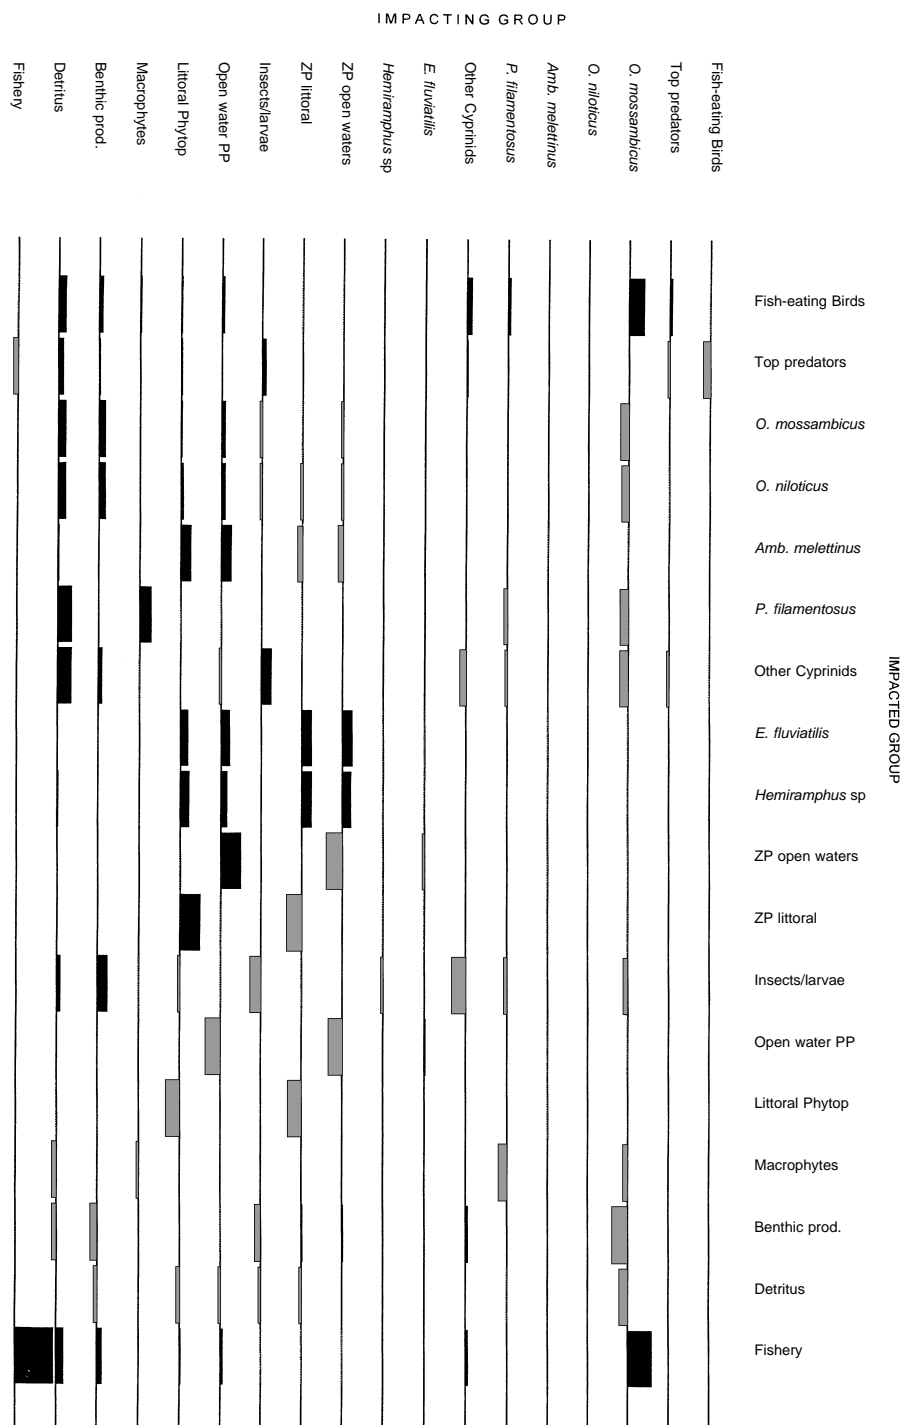 IMPACTING GROUP
Fishery
Detritus
Benthic prod.
Macrophytes
Littoral Phytop
Open water PP
Insects/larvae
ZP littoral
ZP open waters
Hemiramphus sp
E. fluviatilis
Other Cyprinids
P. filamentosus
Amb. melettinus
O. niloticus
O. mossambicus
Top predators
Fish-eating Birds
IMPACTED GROUP
Fish-eating Birds
Top predators
O. mossambicus
O. niloticus
Amb. melettinus
P. filamentosus
Other Cyprinids
E. fluviatilis
Hemiramphus sp
ZP open waters
ZP littoral
Insects/larvae
Open water PP
Littoral Phytop
Macrophytes
Benthic prod.
Detritus
Fishery